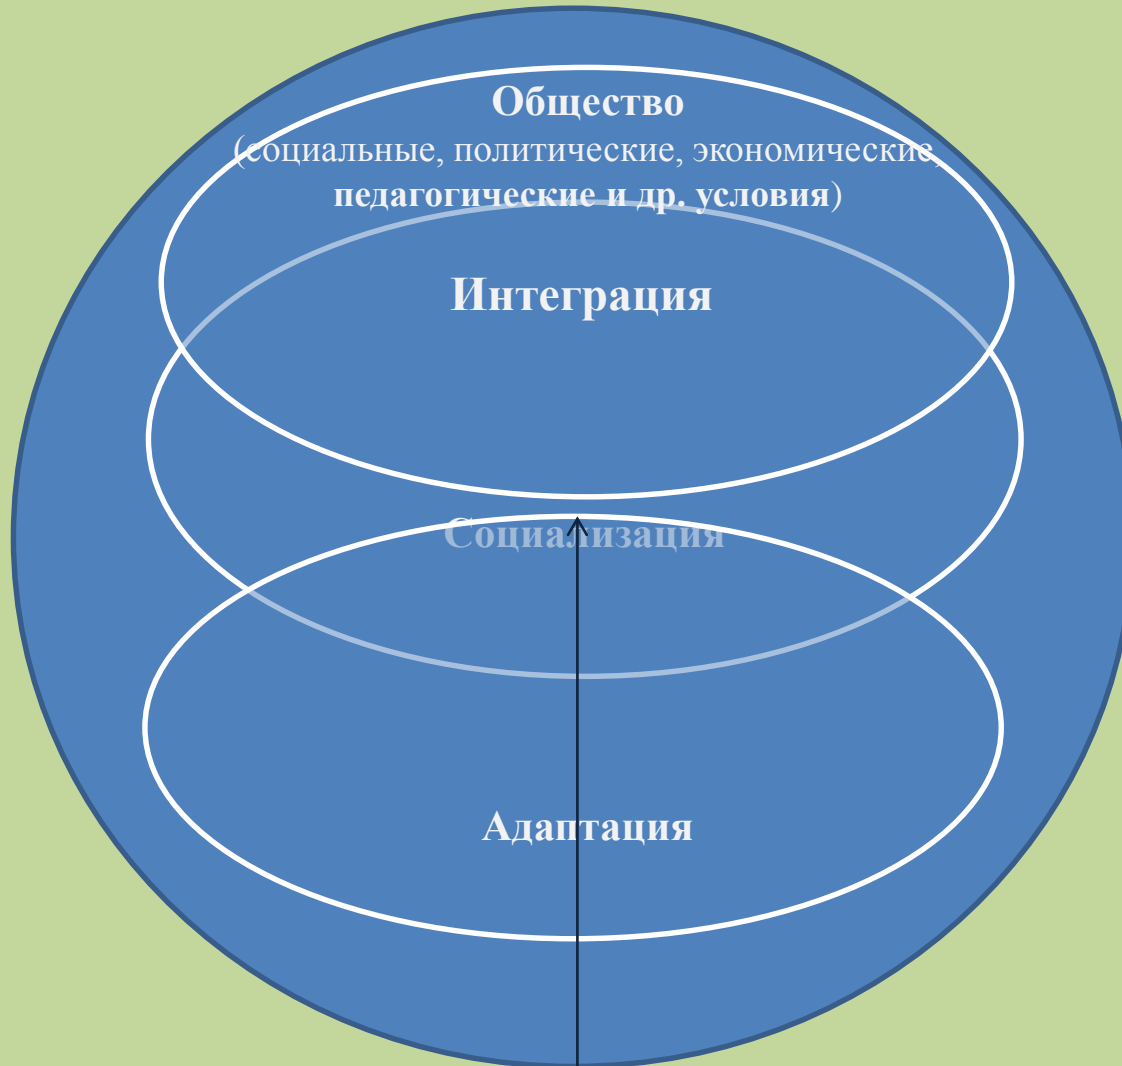 Общество
(социальные, политические, экономические,
педагогические и др. условия)
Интеграция
Социализация
Адаптация